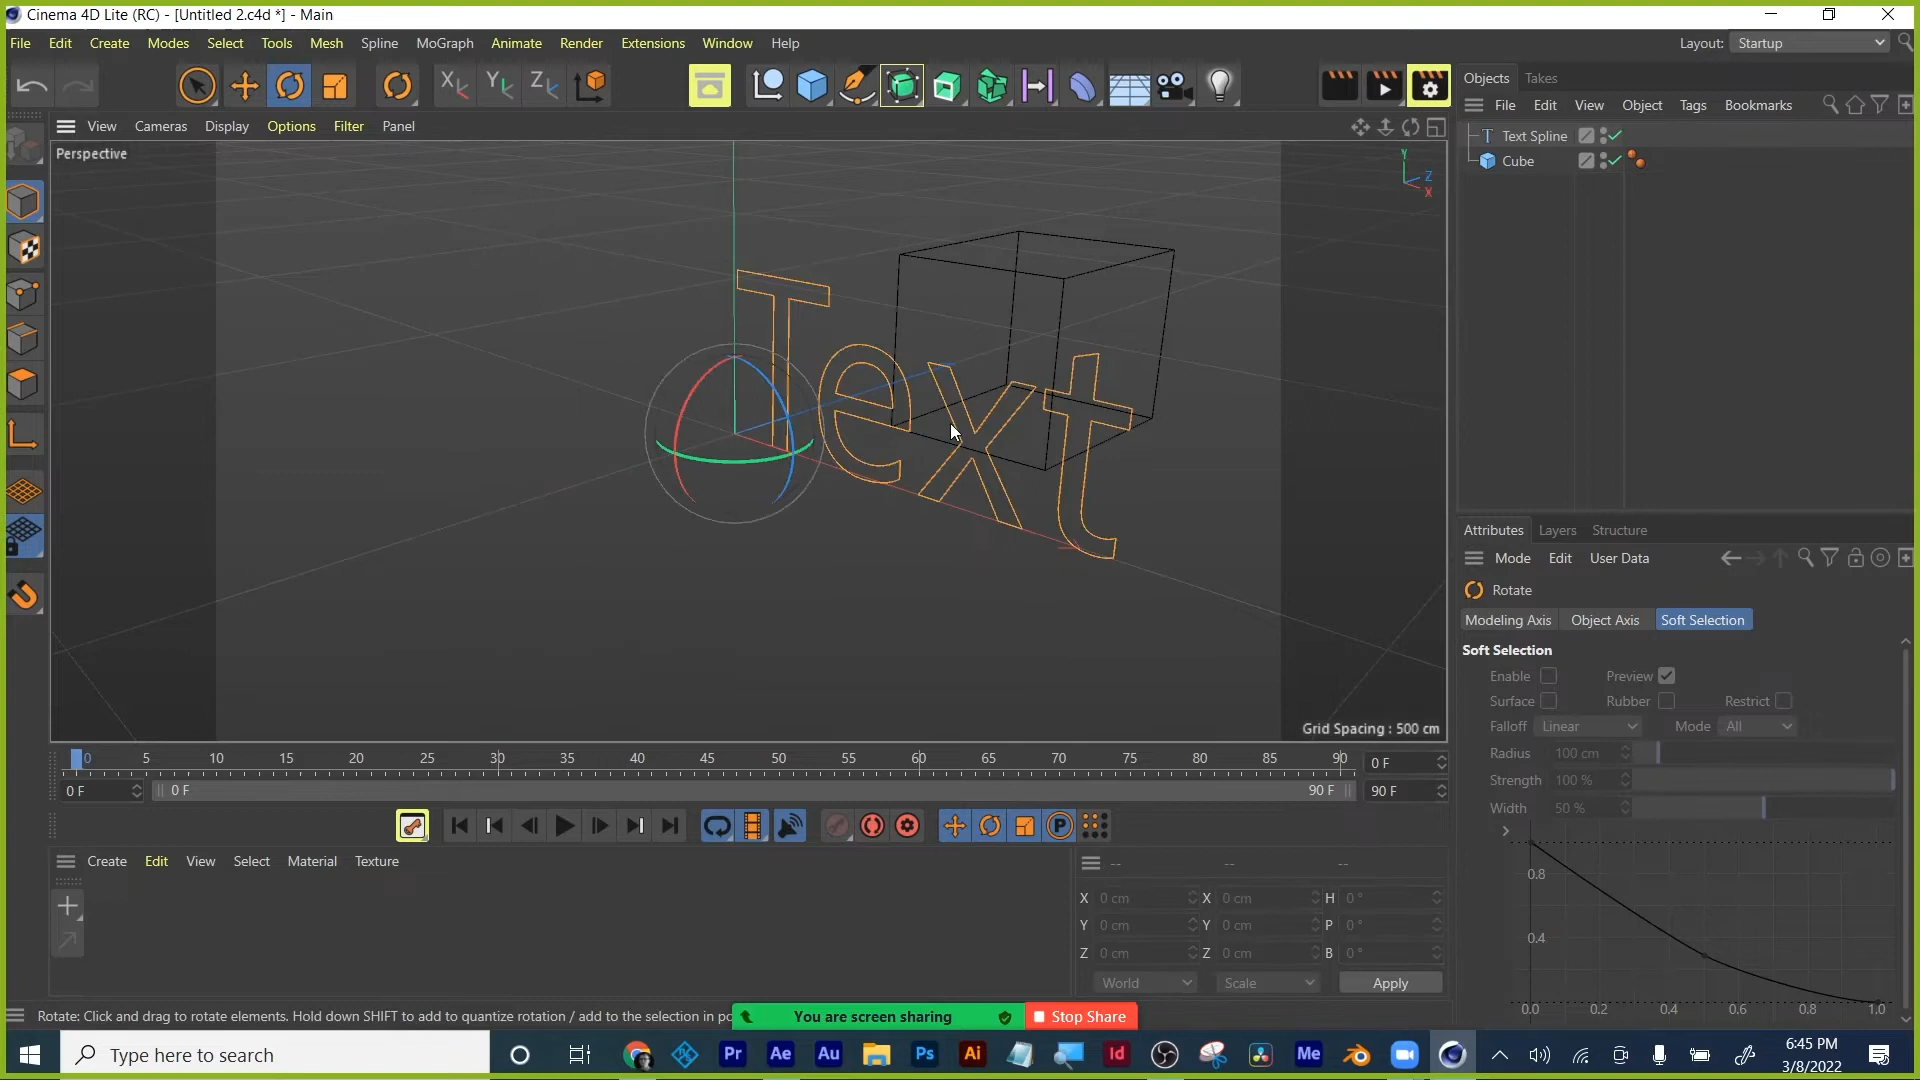 Cinema 4D Lite (RC) - [Untitled 2.c4d *] - Main
File Edit Create Modes Select Tools Mesh Spline MoGraph Animate Render Extensions Window Help
Layout: Startup
X Y Z
Objects Takes
File Edit View Object Tags Bookmarks
View Cameras Display Options Filter Panel
Perspective
Text Spline
Cube
Y
Z
X
Text
Grid Spacing : 500 cm
Attributes Layers Structure
Mode Edit User Data
Rotate
Modeling Axis Object Axis Soft Selection
Soft Selection
Enable Preview
Surface Rubber Restrict
Falloff Linear Mode All
Radius 100 cm
Strength 100 %
Width 50 %
0.8
0.4
0.0 0.2 0.4 0.6 0.8 1.0
0 5 10 15 20 25 30 35 40 45 50 55 60 65 70 75 80 85 90
0 F
0 F
0 F
90 F
90 F
P
Create Edit View Select Material Texture
-- -- --
X 0 cm X 0 cm H 0 °
Y 0 cm Y 0 cm P 0 °
Z 0 cm Z 0 cm B 0 °
World Scale Apply
Rotate: Click and drag to rotate elements. Hold down SHIFT to add to quantize rotation / add to the selection in po
You are screen sharing
Stop Share
Type here to search
Pr Ae Au Ps Ai Id Me
6:45 PM
3/8/2022